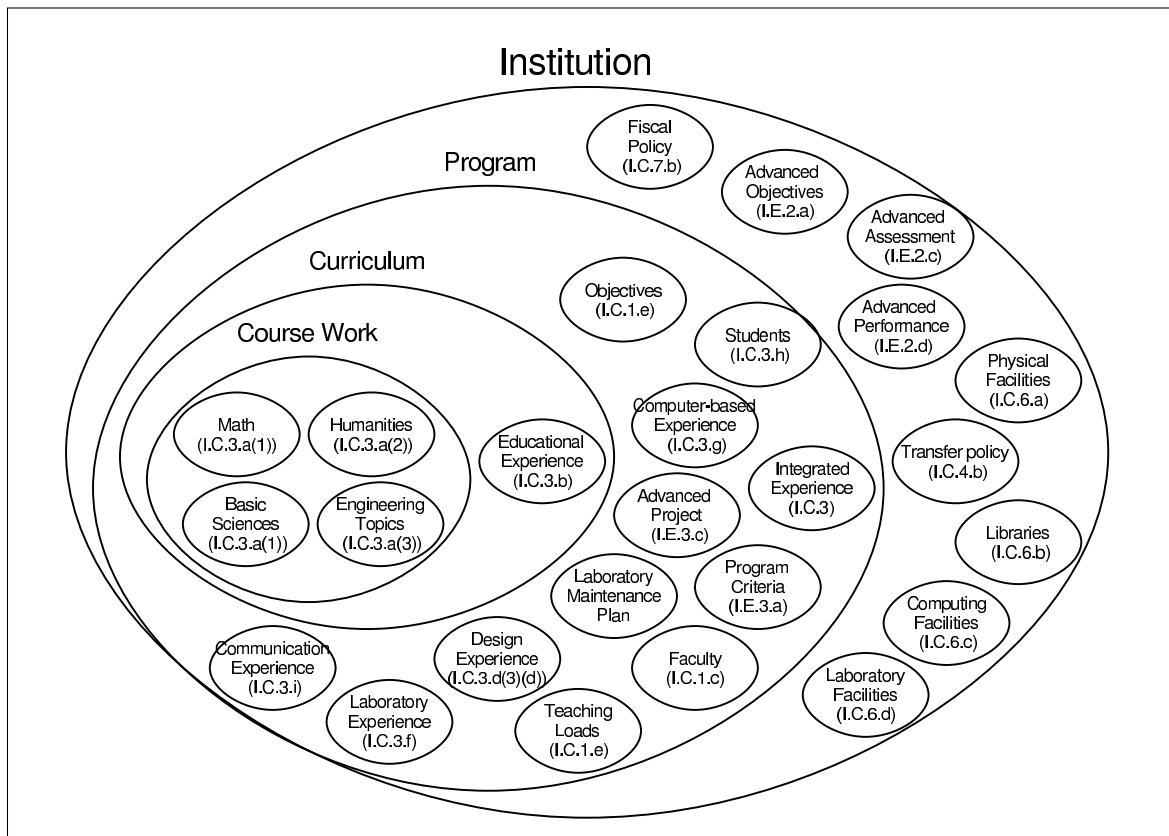 Institution
Fiscal
Policy
(I.C.7.b)
Program
Advanced
Objectives
(I.E.2.a)
Advanced
Assessment
(I.E.2.c)
Curriculum
Objectives
(I.C.1.e)
Advanced
Performance
(I.E.2.d)
Course Work
Students
(I.C.3.h)
Physical
Facilities
(I.C.6.a)
Math
(I.C.3.a(1))
Humanities
(I.C.3.a(2))
Computer-based
Experience
(I.C.3.g)
Educational
Experience
(I.C.3.b)
Transfer policy
(I.C.4.b)
Integrated
Experience
(I.C.3)
Basic
Sciences
(I.C.3.a(1))
Engineering
Topics
(I.C.3.a(3))
Advanced
Project
(I.E.3.c)
Libraries
(I.C.6.b)
Laboratory
Maintenance
Plan
Program
Criteria
(I.E.3.a)
Computing
Facilities
(I.C.6.c)
Communication
Experience
(I.C.3.i)
Design
Experience
(I.C.3.d(3)(d))
Faculty
(I.C.1.c)
Laboratory
Facilities
(I.C.6.d)
Laboratory
Experience
(I.C.3.f)
Teaching
Loads
(I.C.1.e)